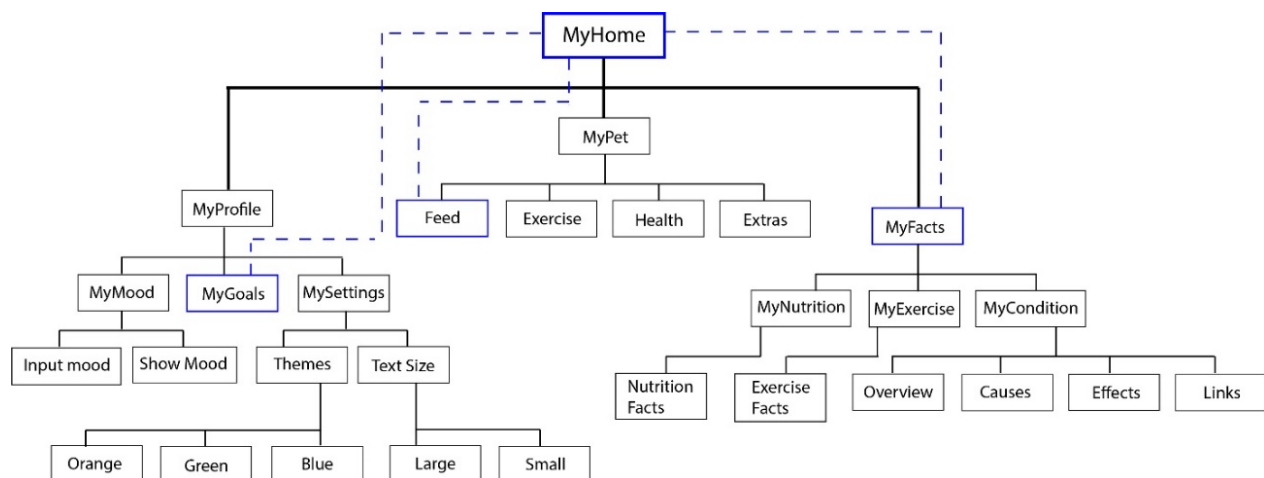 MyHome
MyPet
MyProfile
Feed
Exercise
Health
Extras
MyFacts
MyMood
MyGoals
MySettings
MyNutrition
MyExercise
MyCondition
Input mood
Show Mood
Themes
Text Size
Nutrition
Facts
Exercise
Facts
Overview
Causes
Effects
Links
Orange
Green
Blue
Large
Small